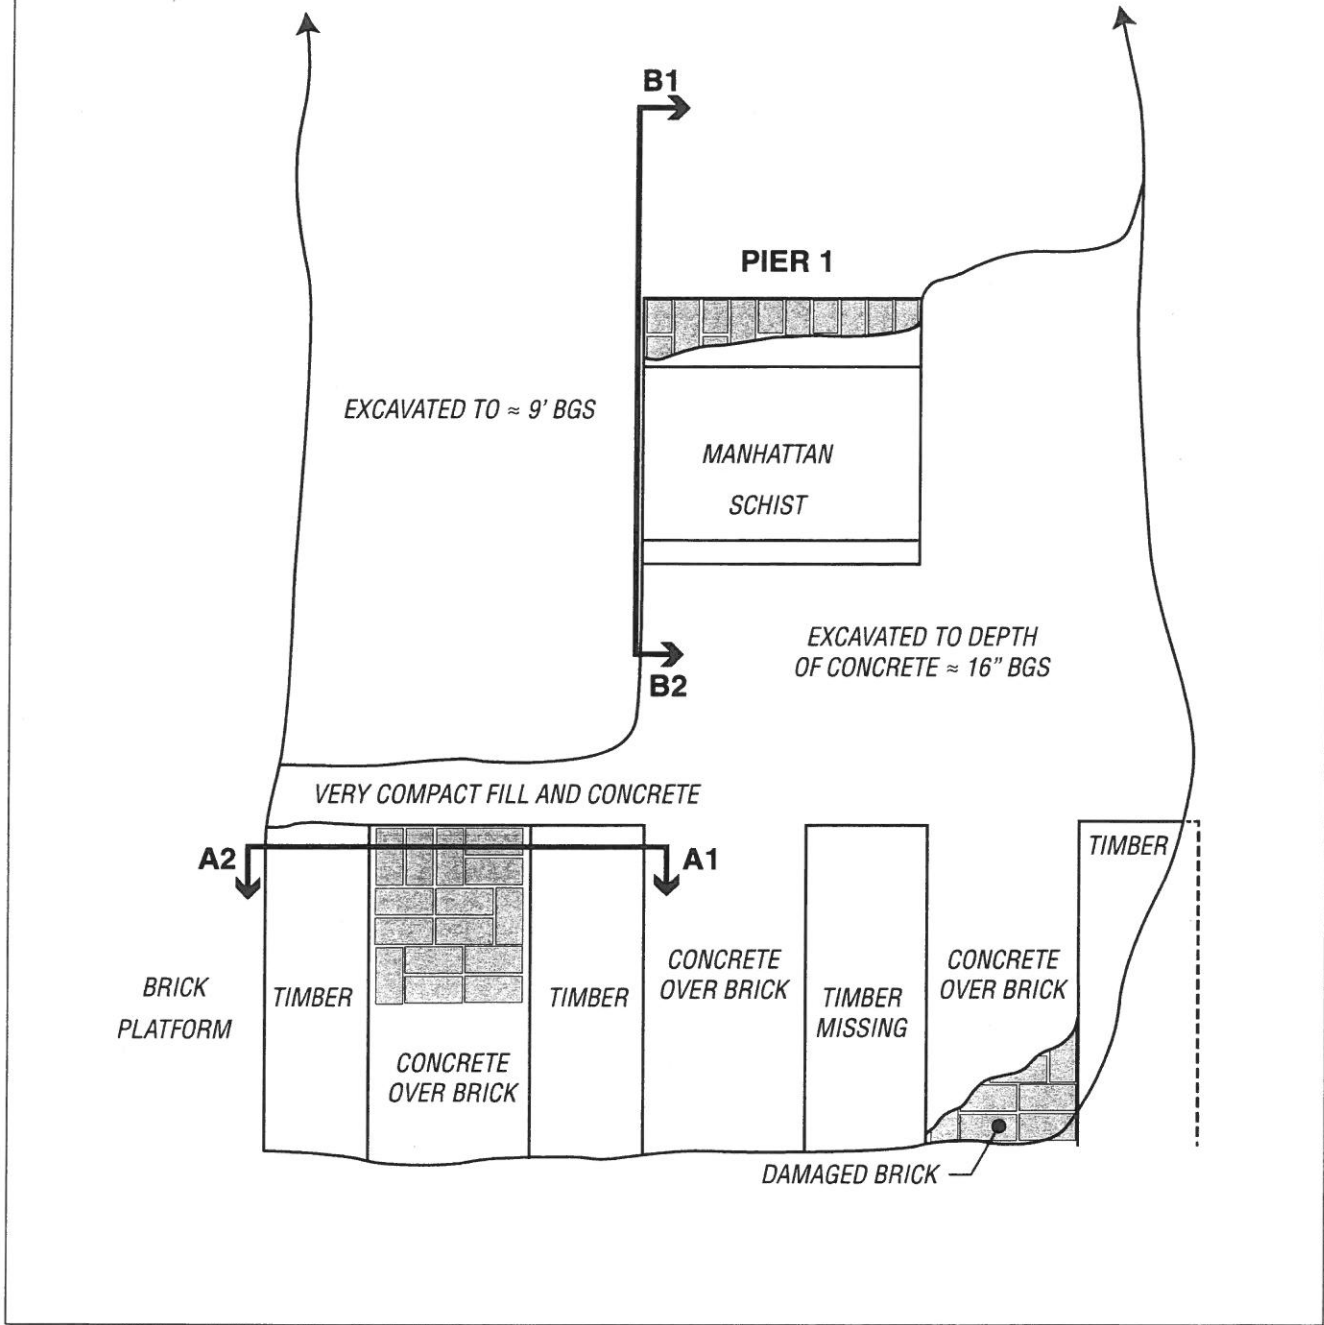 B1
PIER 1
EXCAVATED TO ≈ 9' BGS
MANHATTAN
SCHIST
EXCAVATED TO DEPTH
OF CONCRETE ≈ 16" BGS
B2
VERY COMPACT FILL AND CONCRETE
A2
A1
TIMBER
BRICK
PLATFORM
TIMBER
CONCRETE
OVER BRICK
TIMBER
CONCRETE
OVER BRICK
TIMBER
MISSING
CONCRETE
OVER BRICK
DAMAGED BRICK